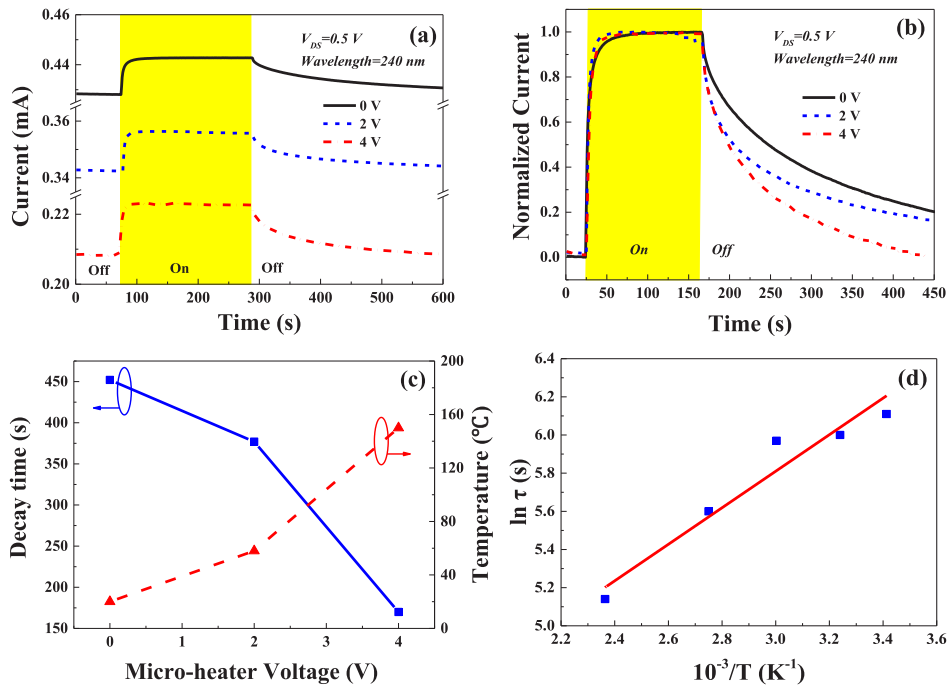 (a)
V_DS=0.5 V
Wavelength=240 nm
0 V
2 V
4 V
Off
On
Off
0.46
0.44
0.36
0.34
0.22
0.20
Current (mA)
0 100 200 300 400 500 600
Time (s)
(b)
V_DS=0.5 V
Wavelength=240 nm
0 V
2 V
4 V
On
Off
1.0
0.8
0.6
0.4
0.2
0.0
Normalized Current
0 50 100 150 200 250 300 350 400 450
Time (s)
(c)
450
400
350
300
250
200
150
Decay time (s)
200
160
120
80
40
0
Temperature (℃)
0 1 2 3 4
Micro-heater Voltage (V)
(d)
6.4
6.2
6.0
5.8
5.6
5.4
5.2
5.0
ln τ (s)
2.2 2.4 2.6 2.8 3.0 3.2 3.4 3.6
10⁻³/T (K⁻¹)